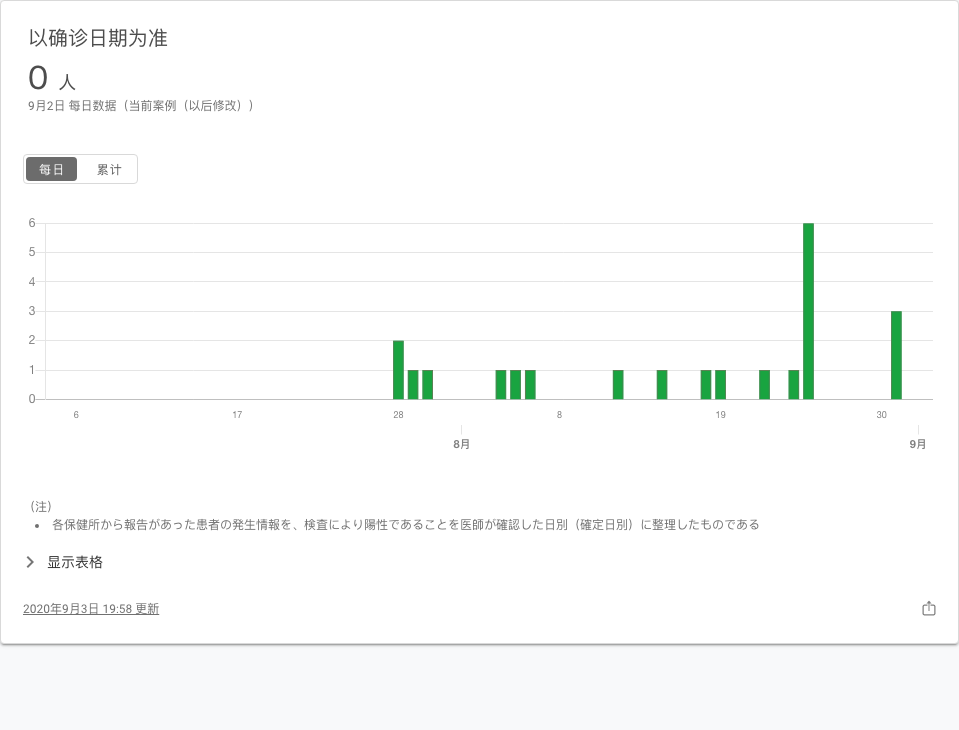 以确诊日期为准
0 人
9月2日 每日数据（当前案例（以后修改））
每日 累计
6
5
4
3
2
1
0
6 17 28 8 19 30
8月 9月
（注）
• 各保健所から報告があった患者の発生情報を、検査により陽性であることを医師が確認した日別（確定日別）に整理したものである
显示表格
2020年9月3日 19:58 更新